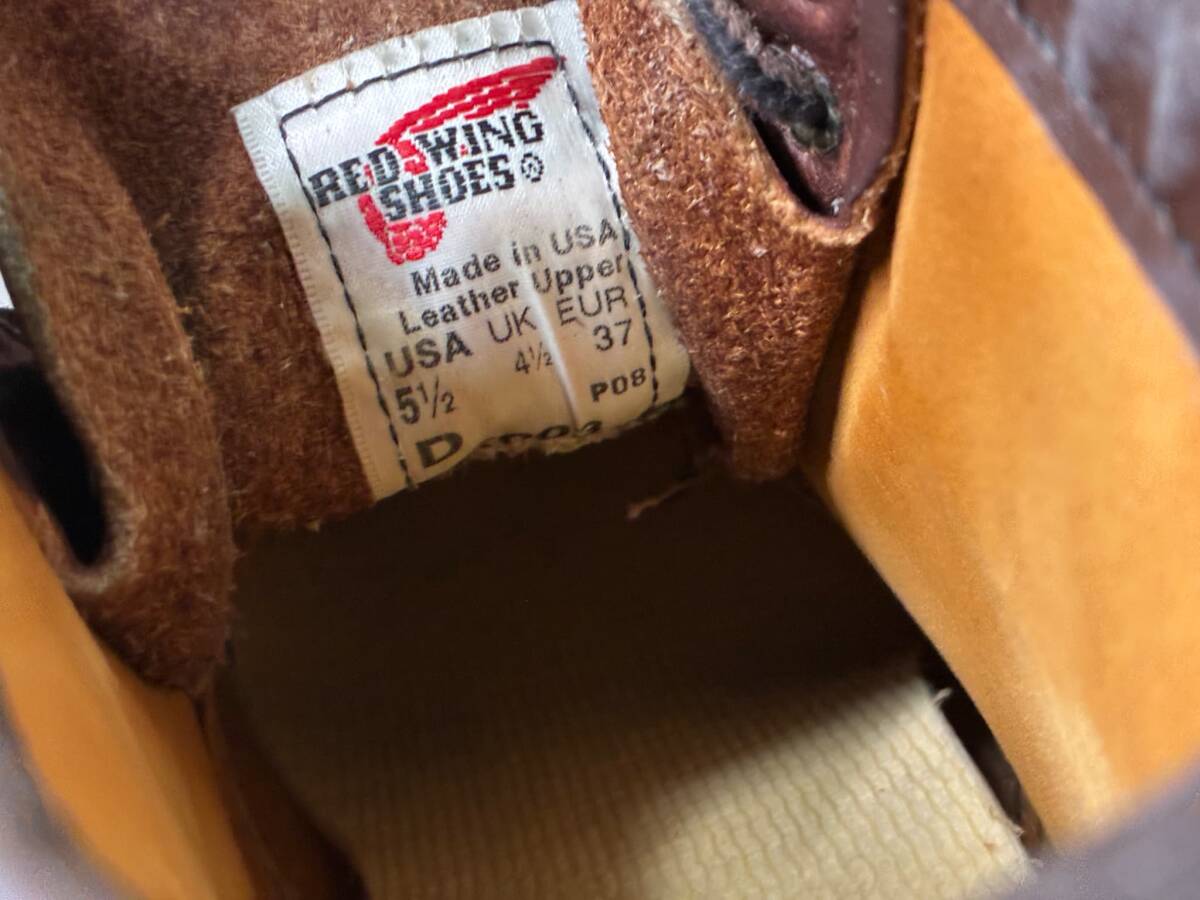 RED WING
SHOES®
Made in USA
Leather Upper
USA UK EUR
5½ 4½ 37
P08
D